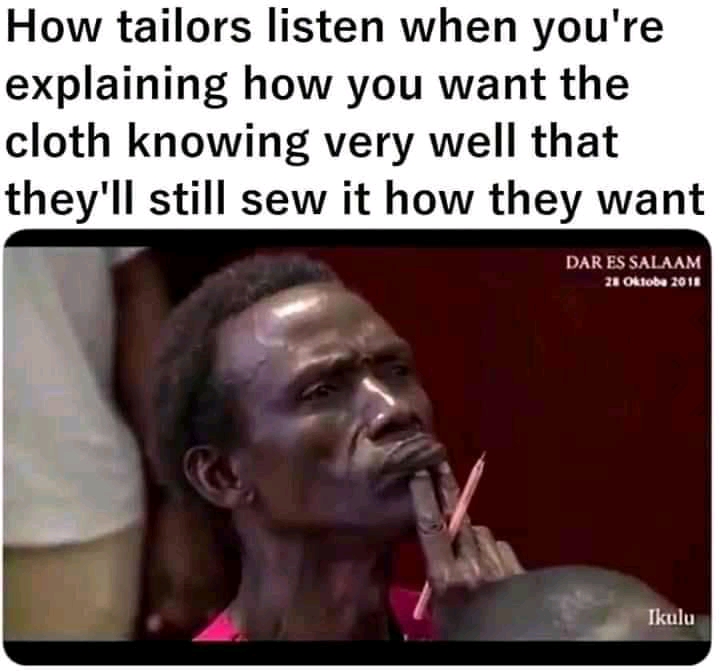 How tailors listen when you're
explaining how you want the
cloth knowing very well that
they'll still sew it how they want
DAR ES SALAAM
28 Oktoba 2018
Ikulu